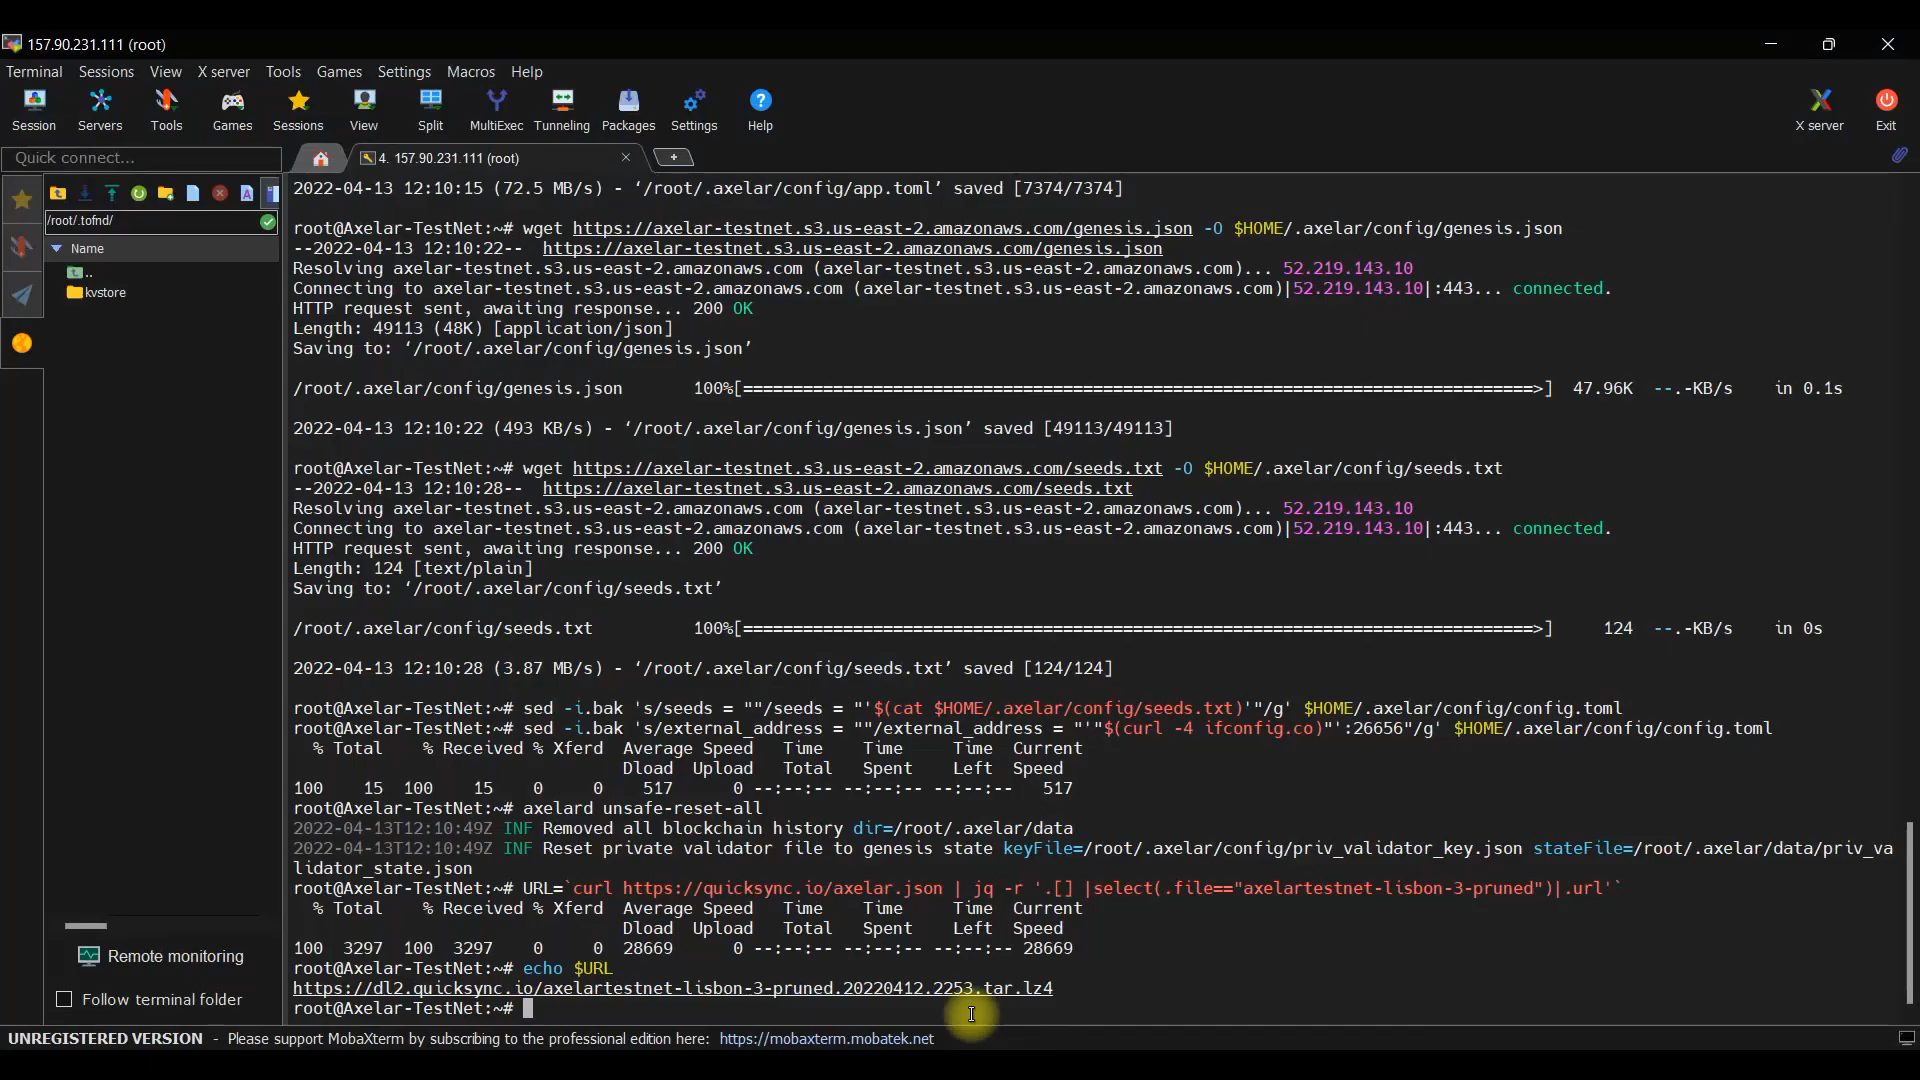 157.90.231.111 (root)
Terminal Sessions View X server Tools Games Settings Macros Help
Session Servers Tools Games Sessions View Split MultiExec Tunneling Packages Settings Help X server Exit
Quick connect...
4. 157.90.231.111 (root)
/root/.tofnd/
Name
..
kvstore
2022-04-13 12:10:15 (72.5 MB/s) - ‘/root/.axelar/config/app.toml’ saved [7374/7374]
root@Axelar-TestNet:~# wget https://axelar-testnet.s3.us-east-2.amazonaws.com/genesis.json -O $HOME/.axelar/config/genesis.json
--2022-04-13 12:10:22-- https://axelar-testnet.s3.us-east-2.amazonaws.com/genesis.json
Resolving axelar-testnet.s3.us-east-2.amazonaws.com (axelar-testnet.s3.us-east-2.amazonaws.com)... 52.219.143.10
Connecting to axelar-testnet.s3.us-east-2.amazonaws.com (axelar-testnet.s3.us-east-2.amazonaws.com)|52.219.143.10|:443... connected.
HTTP request sent, awaiting response... 200 OK
Length: 49113 (48K) [application/json]
Saving to: ‘/root/.axelar/config/genesis.json’
/root/.axelar/config/genesis.json 100%[===============================================================================>] 47.96K --.-KB/s in 0.1s
2022-04-13 12:10:22 (493 KB/s) - ‘/root/.axelar/config/genesis.json’ saved [49113/49113]
root@Axelar-TestNet:~# wget https://axelar-testnet.s3.us-east-2.amazonaws.com/seeds.txt -O $HOME/.axelar/config/seeds.txt
--2022-04-13 12:10:28-- https://axelar-testnet.s3.us-east-2.amazonaws.com/seeds.txt
Resolving axelar-testnet.s3.us-east-2.amazonaws.com (axelar-testnet.s3.us-east-2.amazonaws.com)... 52.219.143.10
Connecting to axelar-testnet.s3.us-east-2.amazonaws.com (axelar-testnet.s3.us-east-2.amazonaws.com)|52.219.143.10|:443... connected.
HTTP request sent, awaiting response... 200 OK
Length: 124 [text/plain]
Saving to: ‘/root/.axelar/config/seeds.txt’
/root/.axelar/config/seeds.txt 100%[===============================================================================>] 124 --.-KB/s in 0s
2022-04-13 12:10:28 (3.87 MB/s) - ‘/root/.axelar/config/seeds.txt’ saved [124/124]
root@Axelar-TestNet:~# sed -i.bak 's/seeds = ""/seeds = "'$(cat $HOME/.axelar/config/seeds.txt)'"/g' $HOME/.axelar/config/config.toml
root@Axelar-TestNet:~# sed -i.bak 's/external_address = ""/external_address = "'"$(curl -4 ifconfig.co)"':26656"/g' $HOME/.axelar/config/config.toml
% Total % Received % Xferd Average Speed Time Time Time Current
Dload Upload Total Spent Left Speed
100 15 100 15 0 0 517 0 --:--:-- --:--:-- --:--:-- 517
root@Axelar-TestNet:~# axelard unsafe-reset-all
2022-04-13T12:10:49Z INF Removed all blockchain history dir=/root/.axelar/data
2022-04-13T12:10:49Z INF Reset private validator file to genesis state keyFile=/root/.axelar/config/priv_validator_key.json stateFile=/root/.axelar/data/priv_va
lidator_state.json
root@Axelar-TestNet:~# URL=`curl https://quicksync.io/axelar.json | jq -r '.[] |select(.file=="axelartestnet-lisbon-3-pruned")|.url'`
% Total % Received % Xferd Average Speed Time Time Time Current
Dload Upload Total Spent Left Speed
100 3297 100 3297 0 0 28669 0 --:--:-- --:--:-- --:--:-- 28669
root@Axelar-TestNet:~# echo $URL
https://dl2.quicksync.io/axelartestnet-lisbon-3-pruned.20220412.2253.tar.lz4
root@Axelar-TestNet:~#
Remote monitoring
Follow terminal folder
UNREGISTERED VERSION - Please support MobaXterm by subscribing to the professional edition here: https://mobaxterm.mobatek.net